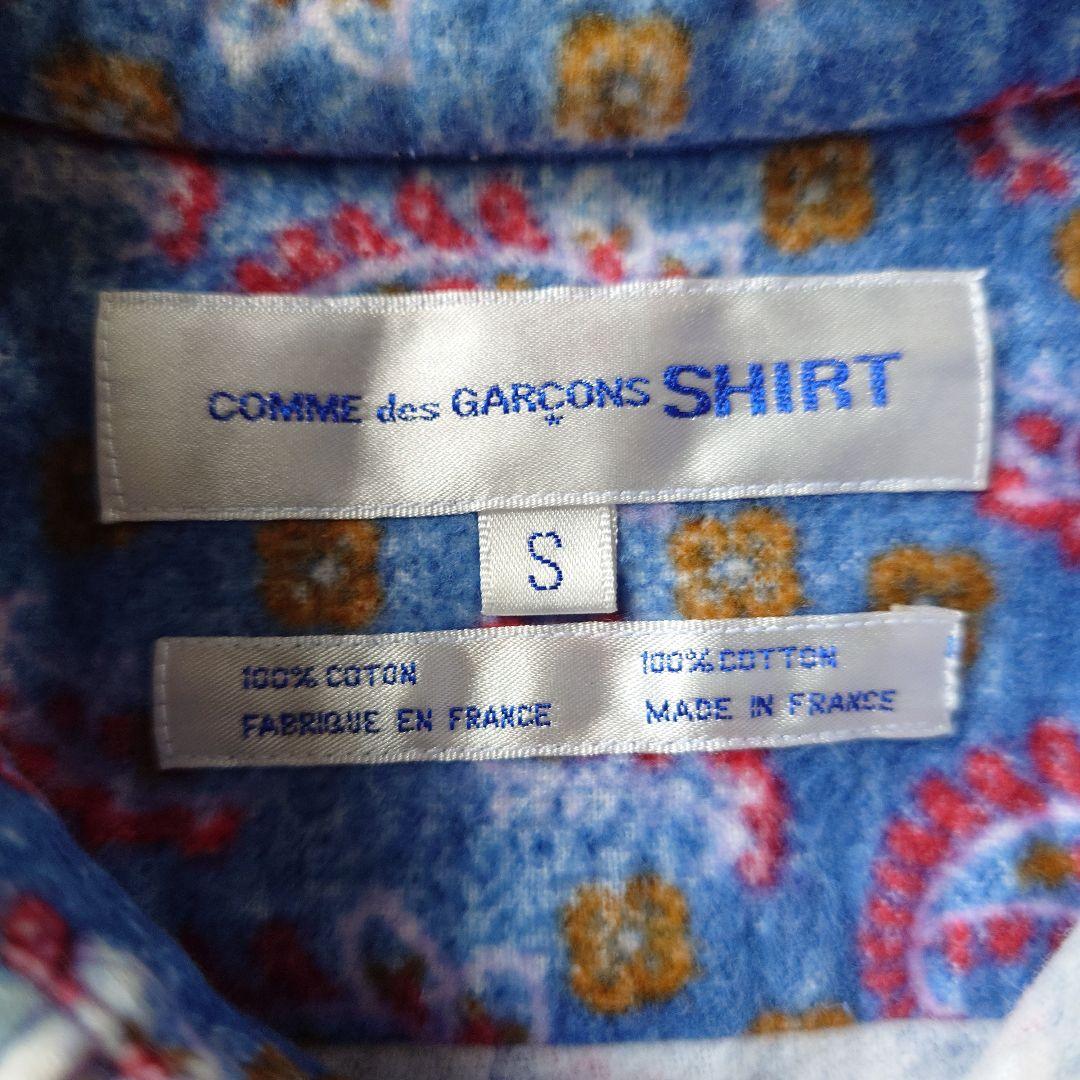 COMME des GARÇONS SHIRT
S
100% COTON 100% COTTON
FABRIQUE EN FRANCE MADE IN FRANCE